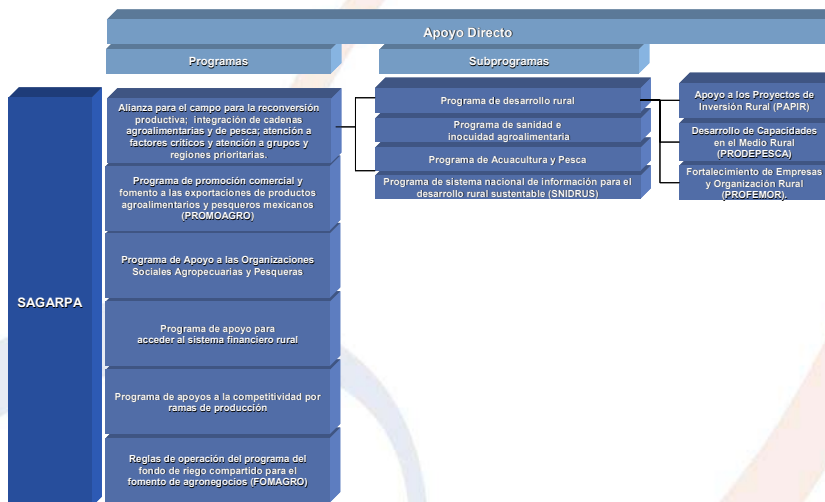 Apoyo Directo
Programas
Subprogramas
SAGARPA
Alianza para el campo para la reconversión
productiva; integración de cadenas
agroalimentarias y de pesca; atención a
factores críticos y atención a grupos y
regiones prioritarias.
Programa de promoción comercial y
fomento a las exportaciones de productos
agroalimentarios y pesqueros mexicanos
(PROMOAGRO)
Programa de Apoyo a las Organizaciones
Sociales Agropecuarias y Pesqueras
Programa de apoyo para
acceder al sistema financiero rural
Programa de apoyos a la competitividad por
ramas de producción
Reglas de operación del programa del
fondo de riego compartido para el
fomento de agronegocios (FOMAGRO)
Programa de desarrollo rural
Programa de sanidad e
inocuidad agroalimentaria
Programa de Acuacultura y Pesca
Programa de sistema nacional de información para el
desarrollo rural sustentable (SNIDRUS)
Apoyo a los Proyectos de
Inversión Rural (PAPIR)
Desarrollo de Capacidades
en el Medio Rural
(PRODEPESCA)
Fortalecimiento de Empresas
y Organización Rural
(PROFEMOR).